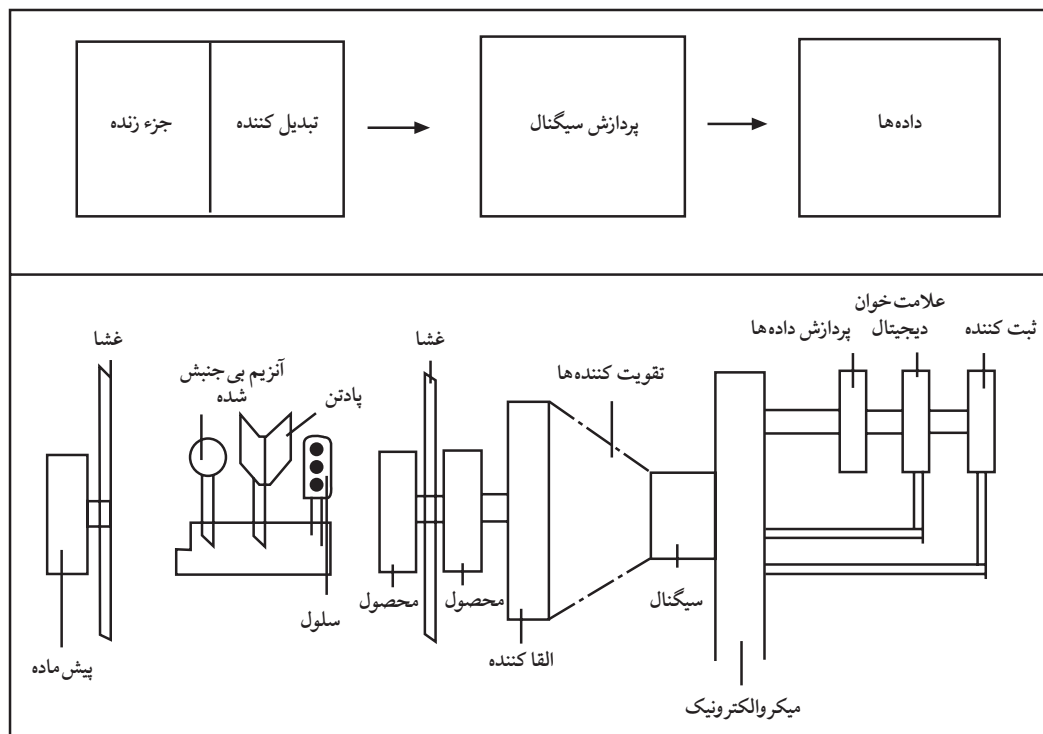 جزء زنده
تبدیل کننده
پردازش سیگنال
داده‌ها
علامت خوان
دیجیتال
ثبت کننده
پردازش داده‌ها
غشا
غشا
آنزیم بی‌جنبش
شده
پادتن
تقویت کننده‌ها
محصول
محصول
سیگنال
سلول
القا کننده
پیش‌ماده
میکروالکترونیک